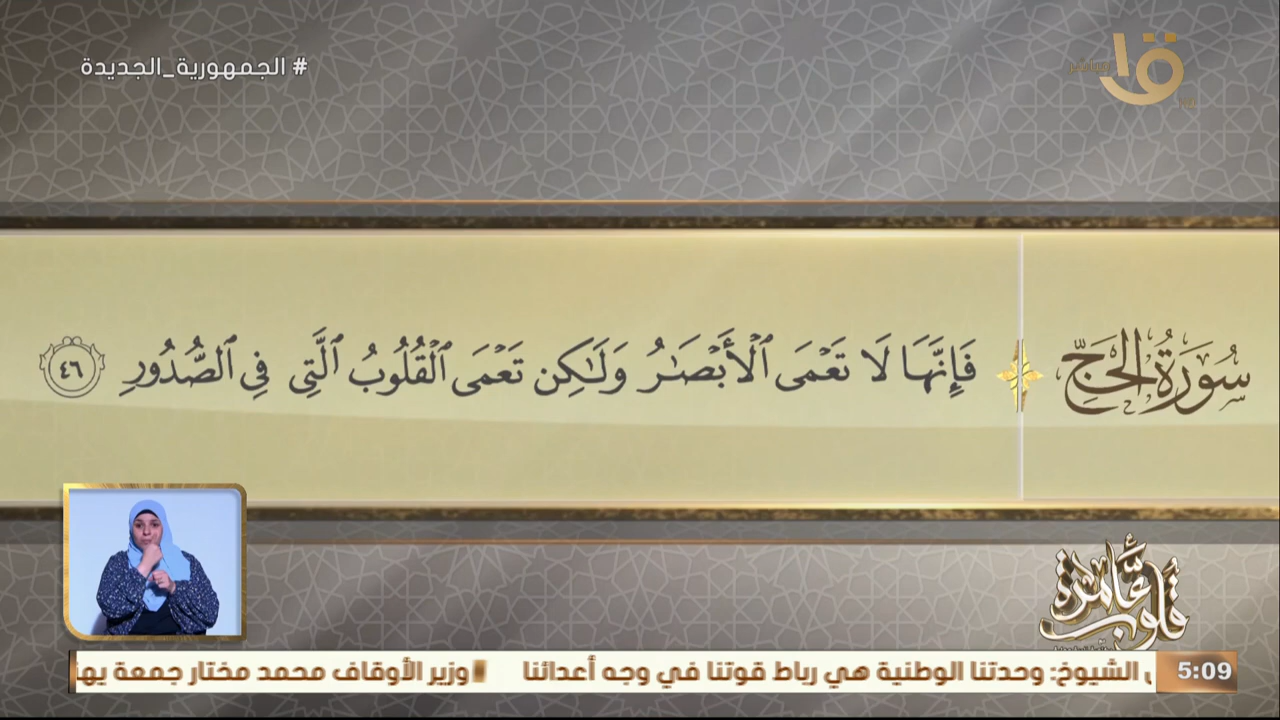 # الجمهورية_الجديدة
سُورَةُ الحَجِّ
فَإِنَّهَا لَا تَعْمَى ٱلْأَبْصَـٰرُ وَلَـٰكِن تَعْمَى ٱلْقُلُوبُ ٱلَّتِى فِى ٱلصُّدُورِ ٤٦
قلوب عامرة
5:09
الشيوخ: وحدتنا الوطنية هي رباط قوتنا في وجه أعدائنا وزير الأوقاف محمد مختار جمعة